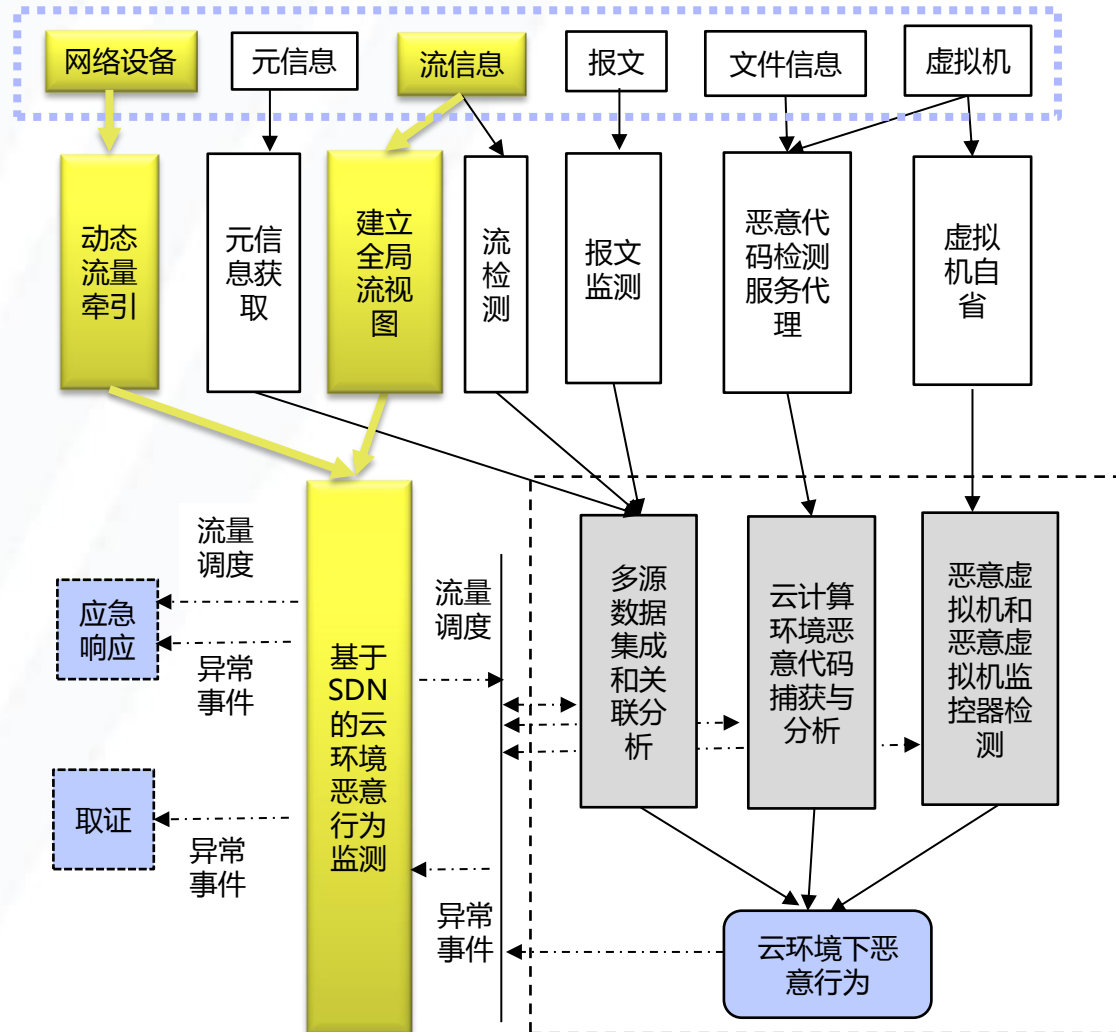 网络设备
元信息
流信息
报文
文件信息
虚拟机
动态
流量
牵引
元信
息获
取
建立
全局
流视
图
流
检
测
报文
监测
恶意代
码检测
服务代
理
虚拟
机自
省
流量
调度
应急
响应
异常
事件
取证
异常
事件
基于
SDN
的云
环境
恶意
行为
监测
流量
调度
异常
事件
多源
数据
集成
和关
联分
析
云计算
环境恶
意代码
捕获与
分析
恶意虚
拟机和
恶意虚
拟机监
控器检
测
云环境下恶
意行为